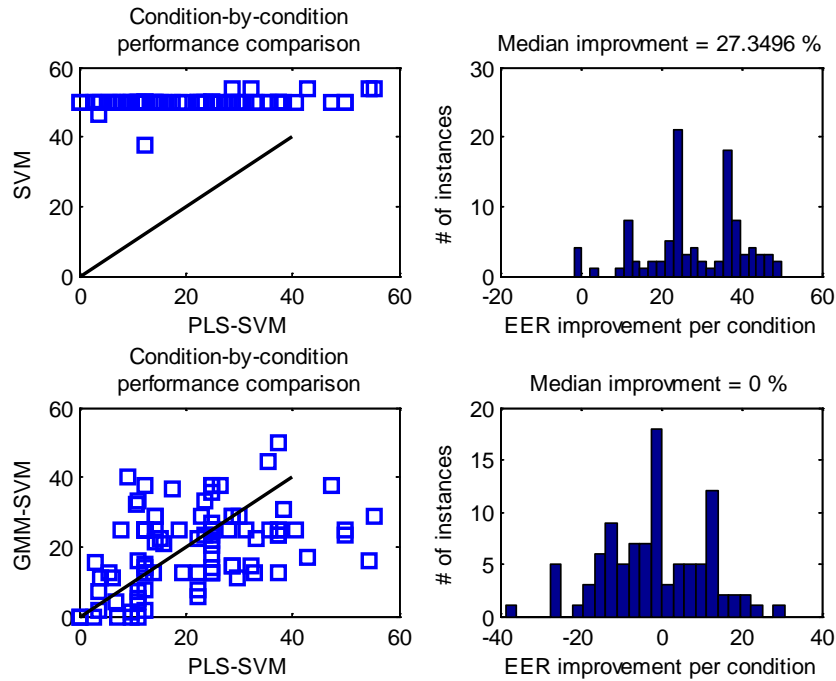 Condition-by-condition
performance comparison
60
40
20
0
SVM
0
20
40
60
PLS-SVM
Median improvment = 27.3496 %
30
20
10
0
# of instances
-20
0
20
40
60
EER improvement per condition
Condition-by-condition
performance comparison
60
40
20
0
GMM-SVM
0
20
40
60
PLS-SVM
Median improvment = 0 %
20
15
10
5
0
# of instances
-40
-20
0
20
40
EER improvement per condition